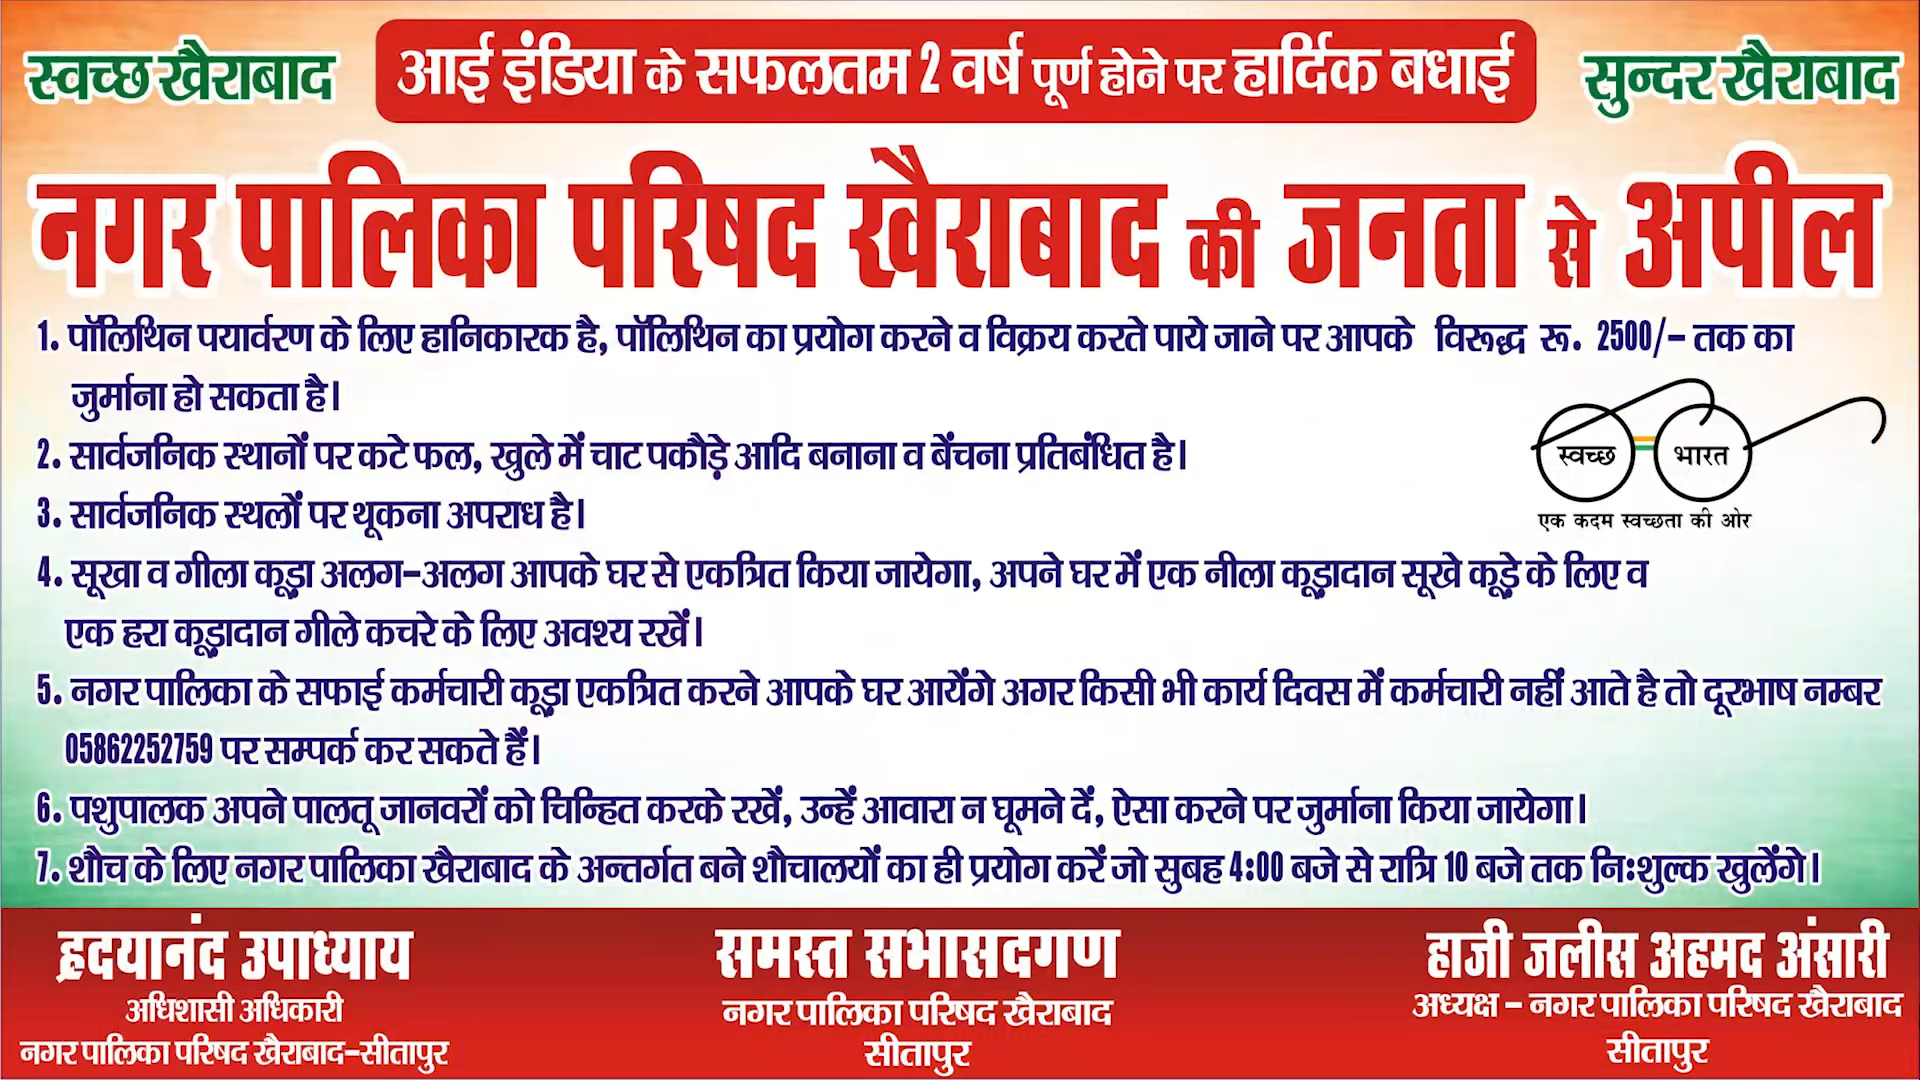 स्वच्छ खैराबाद
आई इंडिया के सफलतम 2 वर्ष पूर्ण होने पर हार्दिक बधाई
सुन्दर खैराबाद
नगर पालिका परिषद खैराबाद की जनता से अपील
1. पॉलिथिन पयार्वरण के लिए हानिकारक है, पॉलिथिन का प्रयोग करने व विक्रय करते पाये जाने पर आपके विरूद्ध रू. 2500/- तक का
जुर्माना हो सकता है।
2. सार्वजनिक स्थानों पर कटे फल, खुले में चाट पकौड़े आदि बनाना व बेंचना प्रतिबंधित है।
3. सार्वजनिक स्थलों पर थूकना अपराध है।
स्वच्छ भारत
एक कदम स्वच्छता की ओर
4. सूखा व गीला कूड़ा अलग-अलग आपके घर से एकत्रित किया जायेगा, अपने घर में एक नीला कूड़ादान सूखे कूड़े के लिए व
एक हरा कूड़ादान गीले कचरे के लिए अवश्य रखें।
5. नगर पालिका के सफाई कर्मचारी कूड़ा एकत्रित करने आपके घर आयेंगे अगर किसी भी कार्य दिवस में कर्मचारी नहीं आते है तो दूरभाष नम्बर
05862252759 पर सम्पर्क कर सकते हैं।
6. पशुपालक अपने पालतू जानवरों को चिन्हित करके रखें, उन्हें आवारा न घूमने दें, ऐसा करने पर जुर्माना किया जायेगा।
7. शौच के लिए नगर पालिका खैराबाद के अन्तर्गत बने शौचालयों का ही प्रयोग करें जो सुबह 4:00 बजे से रात्रि 10 बजे तक निःशुल्क खुलेंगे।
ह्रदयानंद उपाध्याय
अधिशासी अधिकारी
नगर पालिका परिषद खैराबाद-सीतापुर
समस्त सभासदगण
नगर पालिका परिषद खैराबाद
सीतापुर
हाजी जलीस अहमद अंसारी
अध्यक्ष - नगर पालिका परिषद खैराबाद
सीतापुर